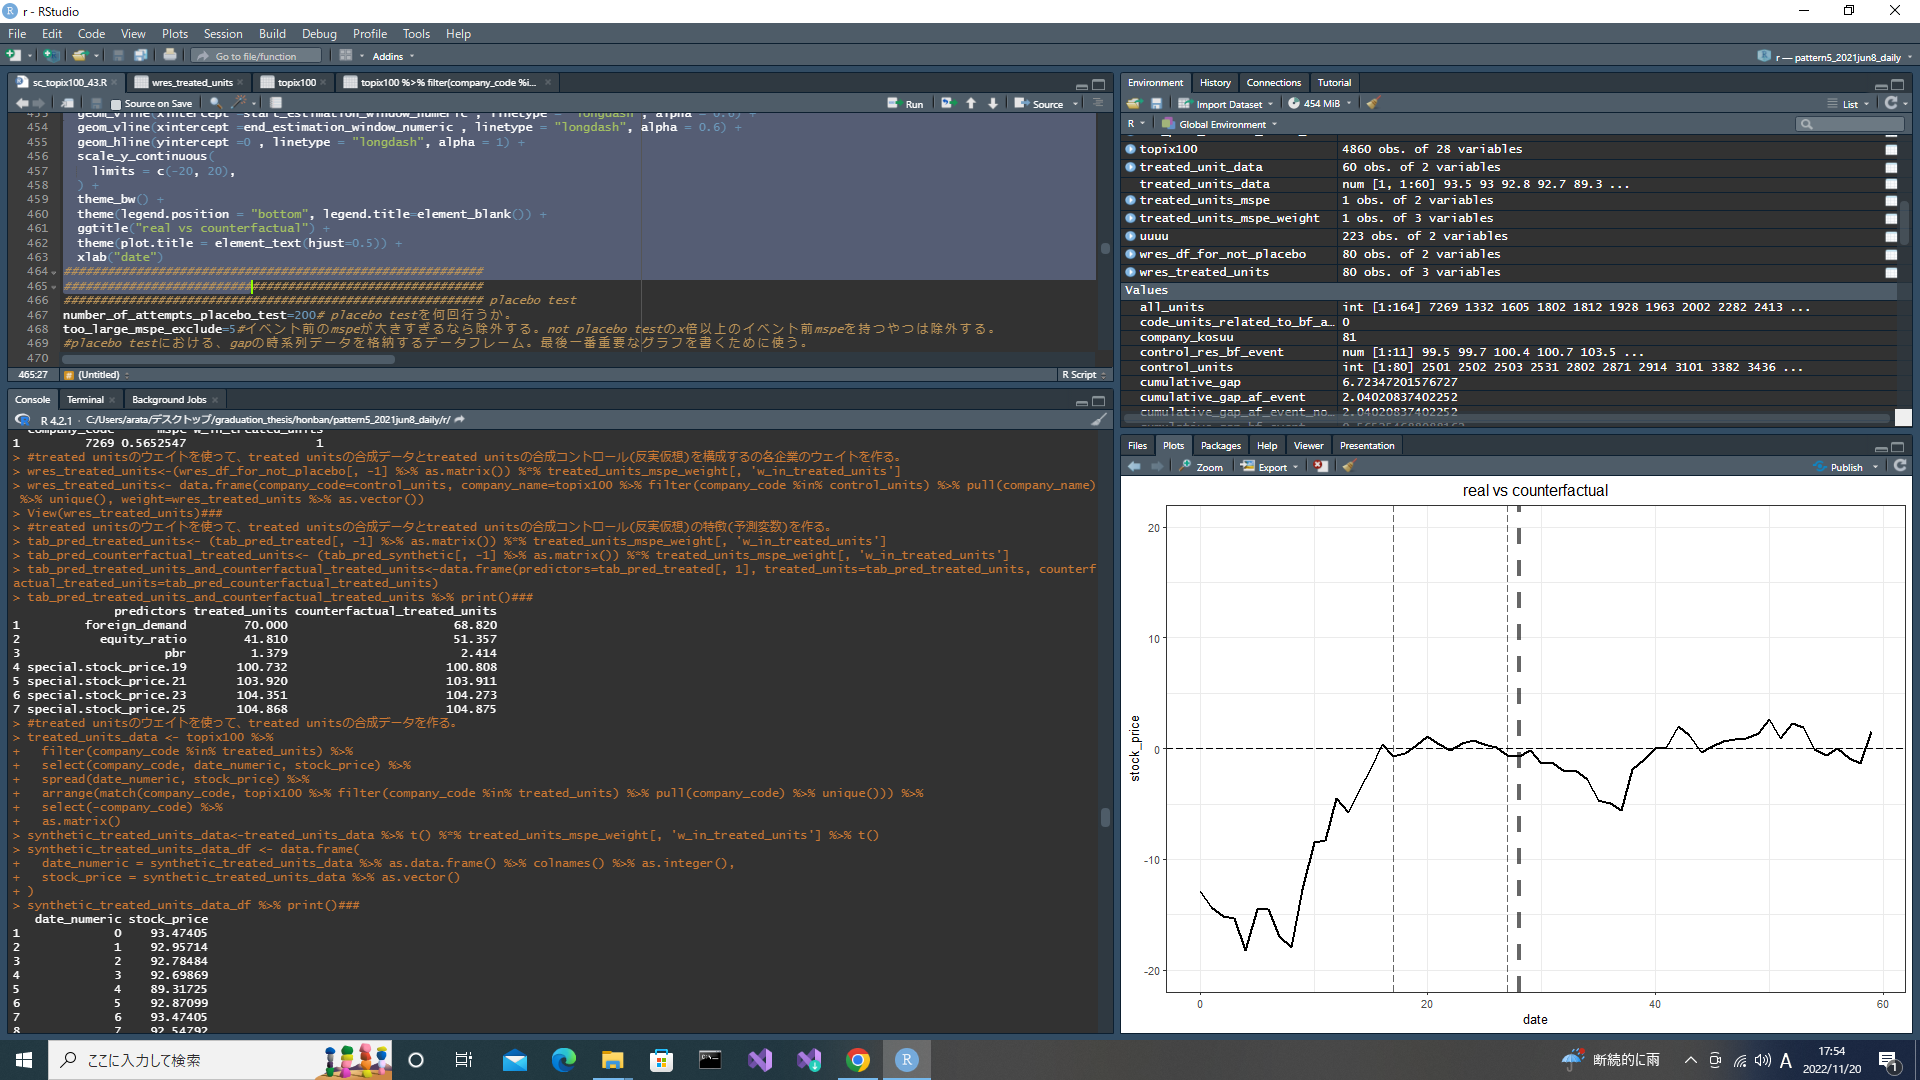 r - RStudio
File Edit Code View Plots Session Build Debug Profile Tools Help
Go to file/function Addins
r — pattern5_2021jun8_daily
sc_topix100_43.R wres_treated_units topix100 topix100 %>% filter(company_code %i...
Source on Save Run Source
454 geom_vline(xintercept =end_estimation_window_numeric , linetype = "longdash", alpha = 0.6) +
455 geom_hline(yintercept =0 , linetype = "longdash", alpha = 1) +
456 scale_y_continuous(
457 limits = c(-20, 20),
458 ) +
459 theme_bw() +
460 theme(legend.position = "bottom", legend.title=element_blank()) +
461 ggtitle("real vs counterfactual") +
462 theme(plot.title = element_text(hjust=0.5)) +
463 xlab("date")
464 ##########################################################
465 ##########################################################
466 ########################################################## placebo test
467 number_of_attempts_placebo_test=200# placebo testを何回行うか。
468 too_large_mspe_exclude=5#イベント前のmspeが大きすぎるなら除外する。not placebo testのx倍以上のイベント前mspeを持つやつは除外する。
469 #placebo testにおける、gapの時系列データを格納するデータフレーム。最後一番重要なグラフを書くために使う。
470
465:27 (Untitled) R Script
Console Terminal Background Jobs
R 4.2.1 · C:/Users/arata/デスクトップ/graduation_thesis/honban/pattern5_2021jun8_daily/r/
company_code mspe w_in_treated_units
1 7269 0.5652547 1
> #treated unitsのウェイトを使って、treated unitsの合成データとtreated unitsの合成コントロール(反実仮想)を構成するの各企業のウェイトを作る。
> wres_treated_units<-(wres_df_for_not_placebo[, -1] %>% as.matrix()) %*% treated_units_mspe_weight[, 'w_in_treated_units']
> wres_treated_units<- data.frame(company_code=control_units, company_name=topix100 %>% filter(company_code %in% control_units) %>% pull(company_name)
%>% unique(), weight=wres_treated_units %>% as.vector())
> View(wres_treated_units)###
> #treated unitsのウェイトを使って、treated unitsの合成データとtreated unitsの合成コントロール(反実仮想)の特徴(予測変数)を作る。
> tab_pred_treated_units<- (tab_pred_treated[, -1] %>% as.matrix()) %*% treated_units_mspe_weight[, 'w_in_treated_units']
> tab_pred_counterfactual_treated_units<- (tab_pred_synthetic[, -1] %>% as.matrix()) %*% treated_units_mspe_weight[, 'w_in_treated_units']
> tab_pred_treated_units_and_counterfactual_treated_units<-data.frame(predictors=tab_pred_treated[, 1], treated_units=tab_pred_treated_units, counterf
actual_treated_units=tab_pred_counterfactual_treated_units)
> tab_pred_treated_units_and_counterfactual_treated_units %>% print()###
predictors treated_units counterfactual_treated_units
1 foreign_demand 70.000 68.820
2 equity_ratio 41.810 51.357
3 pbr 1.379 2.414
4 special.stock_price.19 100.732 100.808
5 special.stock_price.21 103.920 103.911
6 special.stock_price.23 104.351 104.273
7 special.stock_price.25 104.868 104.875
> #treated unitsのウェイトを使って、treated unitsの合成データを作る。
> treated_units_data <- topix100 %>%
+ filter(company_code %in% treated_units) %>%
+ select(company_code, date_numeric, stock_price) %>%
+ spread(date_numeric, stock_price) %>%
+ arrange(match(company_code, topix100 %>% filter(company_code %in% treated_units) %>% pull(company_code) %>% unique())) %>%
+ select(-company_code) %>%
+ as.matrix()
> synthetic_treated_units_data<-treated_units_data %>% t() %*% treated_units_mspe_weight[, 'w_in_treated_units'] %>% t()
> synthetic_treated_units_data_df <- data.frame(
+ date_numeric = synthetic_treated_units_data %>% as.data.frame() %>% colnames() %>% as.integer(),
+ stock_price = synthetic_treated_units_data %>% as.vector()
+ )
> synthetic_treated_units_data_df %>% print()###
date_numeric stock_price
1 0 93.47405
2 1 92.95714
3 2 92.78484
4 3 92.69869
5 4 89.31725
6 5 92.87099
7 6 93.47405
8 7 92.54792
Environment History Connections Tutorial
Import Dataset 454 MiB List
R Global Environment
topix100 4860 obs. of 28 variables
treated_unit_data 60 obs. of 2 variables
treated_units_data num [1, 1:60] 93.5 93 92.8 92.7 89.3 ...
treated_units_mspe 1 obs. of 2 variables
treated_units_mspe_weight 1 obs. of 3 variables
uuuu 223 obs. of 2 variables
wres_df_for_not_placebo 80 obs. of 2 variables
wres_treated_units 80 obs. of 3 variables
Values
all_units int [1:164] 7269 1332 1605 1802 1812 1928 1963 2002 2282 2413 ...
code_units_related_to_bf_a... 0
company_kosuu 81
control_res_bf_event num [1:11] 99.5 99.7 100.4 100.7 103.5 ...
control_units int [1:80] 2501 2502 2503 2531 2802 2871 2914 3101 3382 3436 ...
cumulative_gap 6.72347201576727
cumulative_gap_af_event 2.04020837402252
cumulative_gap_af_event_no... 2.04020837402252
Files Plots Packages Help Viewer Presentation
Zoom Export Publish
real vs counterfactual
20
10
0
-10
-20
stock_price
0 20 40 60
date
ここに入力して検索
断続的に雨
A
17:54
2022/11/20
1